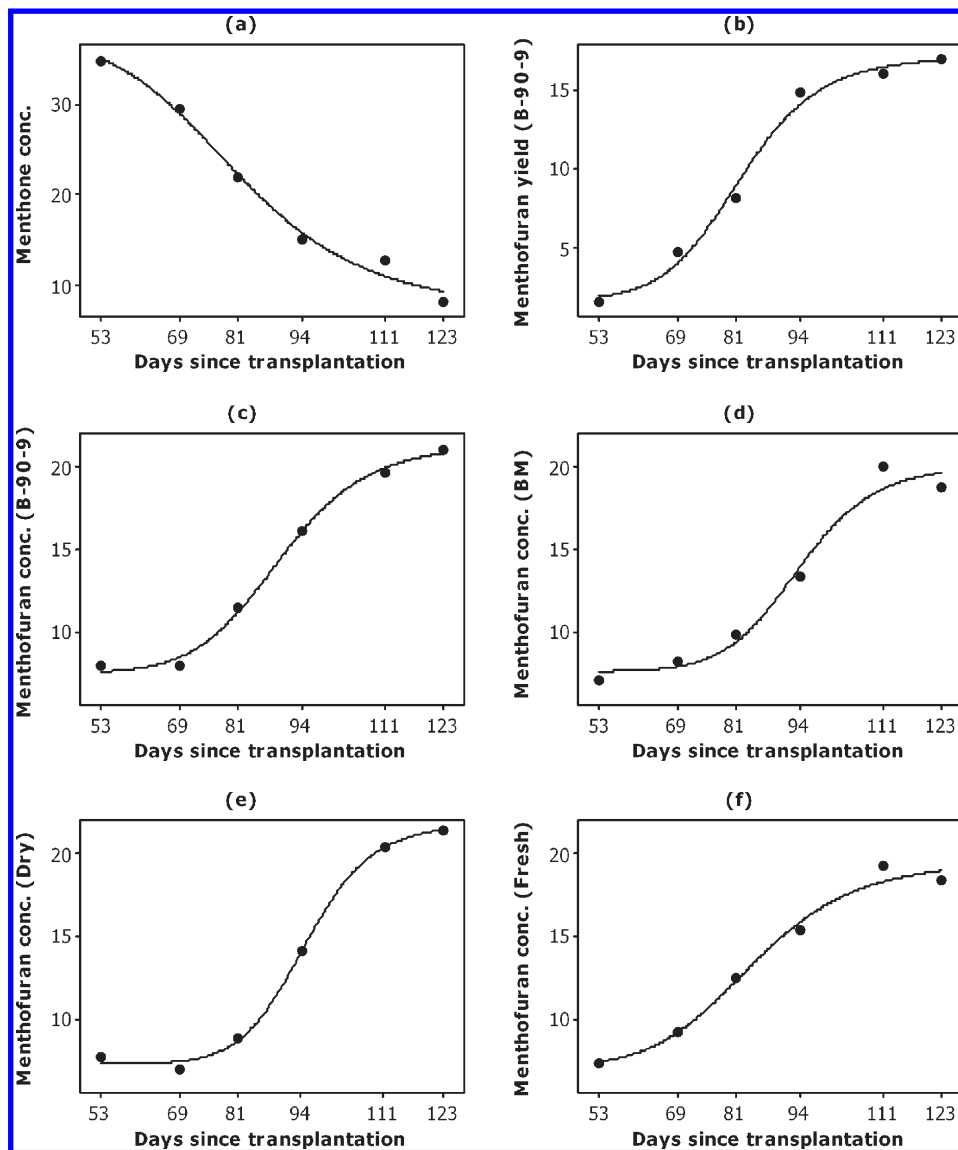 (a)
Menthone conc.
30
20
10
53 69 81 94 111 123
Days since transplantation
(b)
Menthofuran yield (B-90-9)
15
10
5
53 69 81 94 111 123
Days since transplantation
(c)
Menthofuran conc. (B-90-9)
20
15
10
53 69 81 94 111 123
Days since transplantation
(d)
Menthofuran conc. (BM)
20
15
10
53 69 81 94 111 123
Days since transplantation
(e)
Menthofuran conc. (Dry)
20
15
10
53 69 81 94 111 123
Days since transplantation
(f)
Menthofuran conc. (Fresh)
20
15
10
53 69 81 94 111 123
Days since transplantation